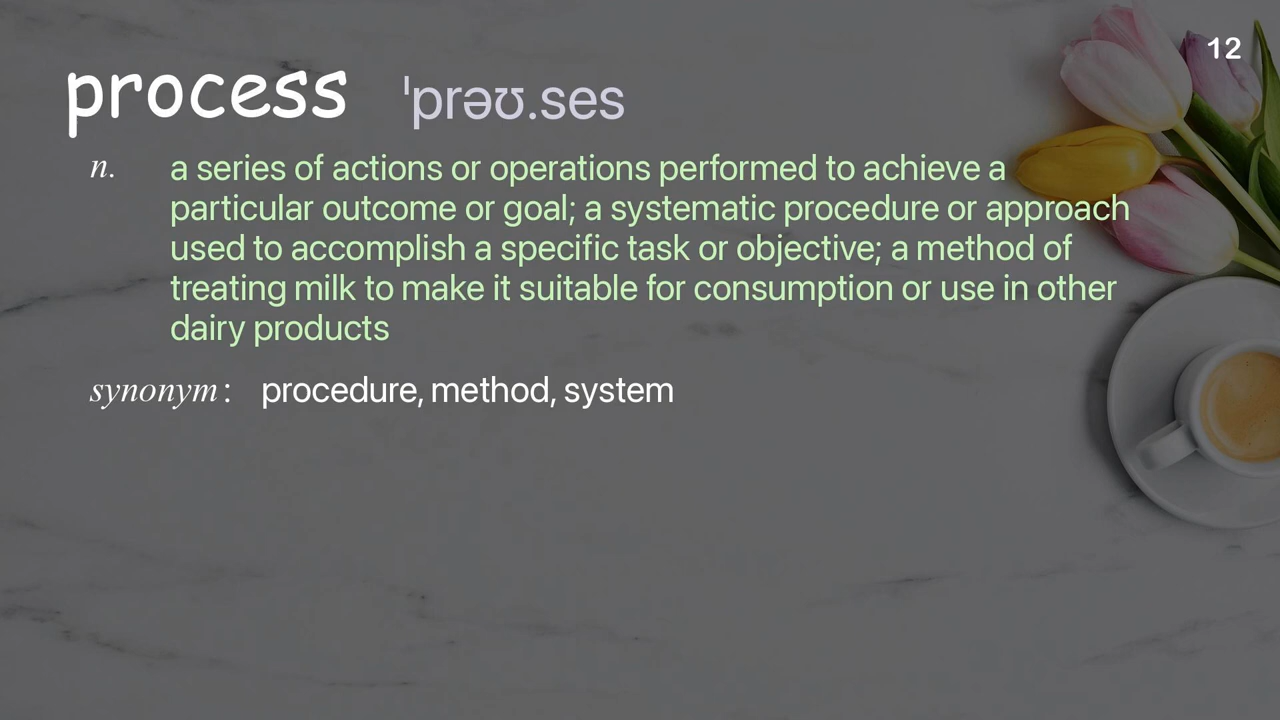 12
process ˈprəʊ.ses
n. a series of actions or operations performed to achieve a
particular outcome or goal; a systematic procedure or approach
used to accomplish a specific task or objective; a method of
treating milk to make it suitable for consumption or use in other
dairy products
synonym: procedure, method, system